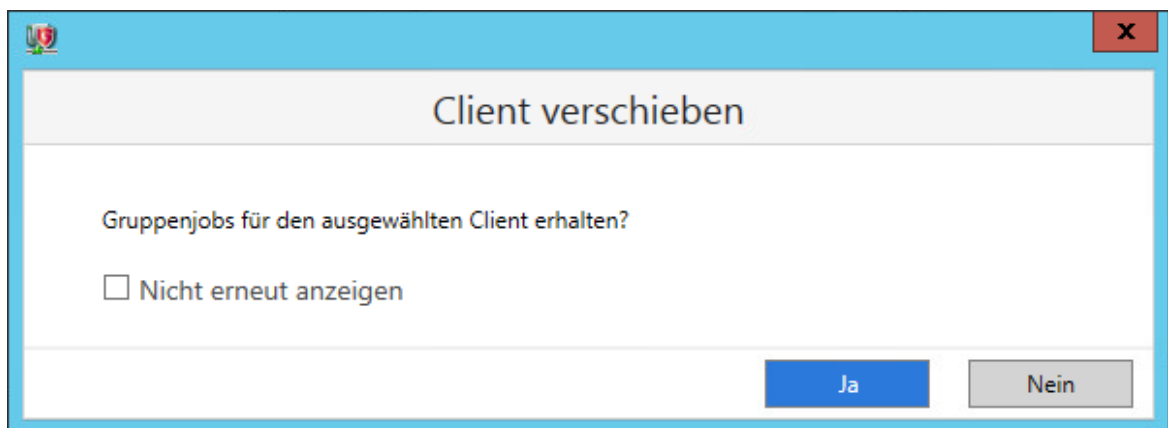 x
Client verschieben
Gruppenjobs für den ausgewählten Client erhalten?
Nicht erneut anzeigen
Ja Nein